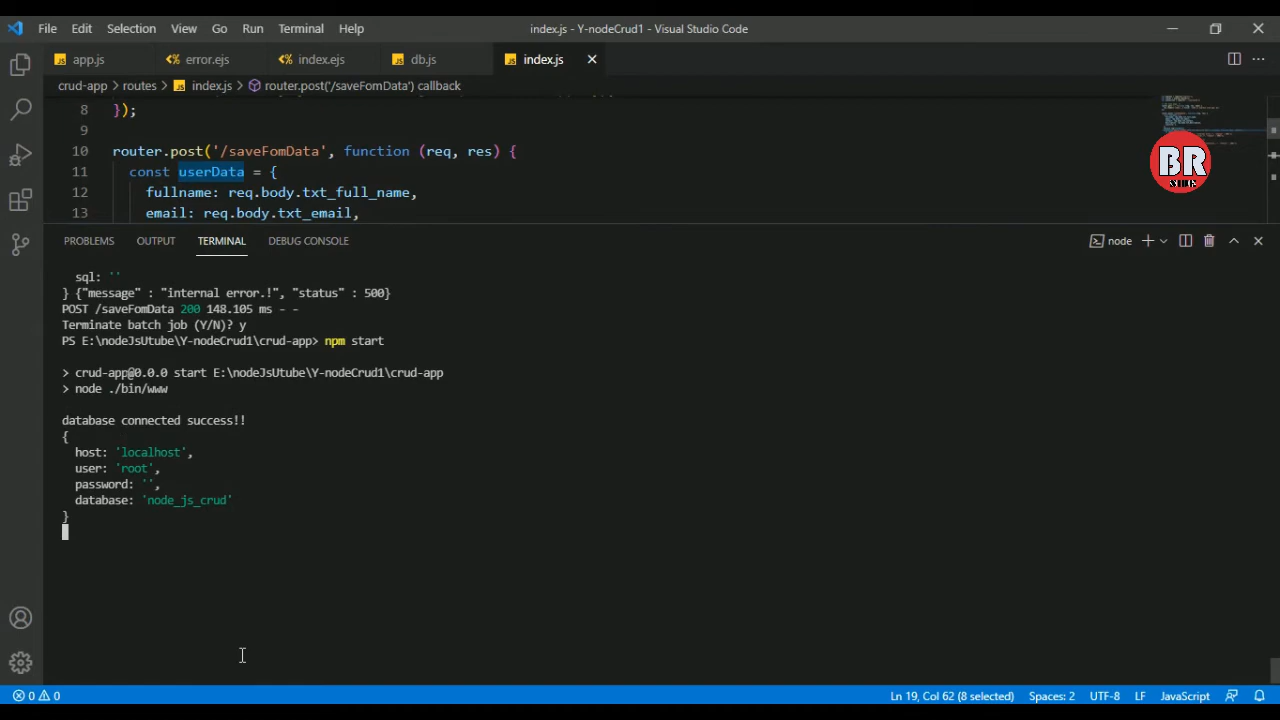 File Edit Selection View Go Run Terminal Help
index.js - Y-nodeCrud1 - Visual Studio Code
app.js error.ejs index.ejs db.js index.js
crud-app > routes > index.js > router.post('/saveFomData') callback
8 });
9
10 router.post('/saveFomData', function (req, res) {
11 const userData = {
12 fullname: req.body.txt_full_name,
13 email: req.body.txt_email,
BR
PROBLEMS OUTPUT TERMINAL DEBUG CONSOLE
node
sql: ''
} {"message" : "internal error.!", "status" : 500}
POST /saveFomData 200 148.105 ms - -
Terminate batch job (Y/N)? y
PS E:\nodeJsUtube\Y-nodeCrud1\crud-app> npm start
> crud-app@0.0.0 start E:\nodeJsUtube\Y-nodeCrud1\crud-app
> node ./bin/www
database connected success!!
{
host: 'localhost',
user: 'root',
password: '',
database: 'node_js_crud'
}
0 0
Ln 19, Col 62 (8 selected) Spaces: 2 UTF-8 LF JavaScript